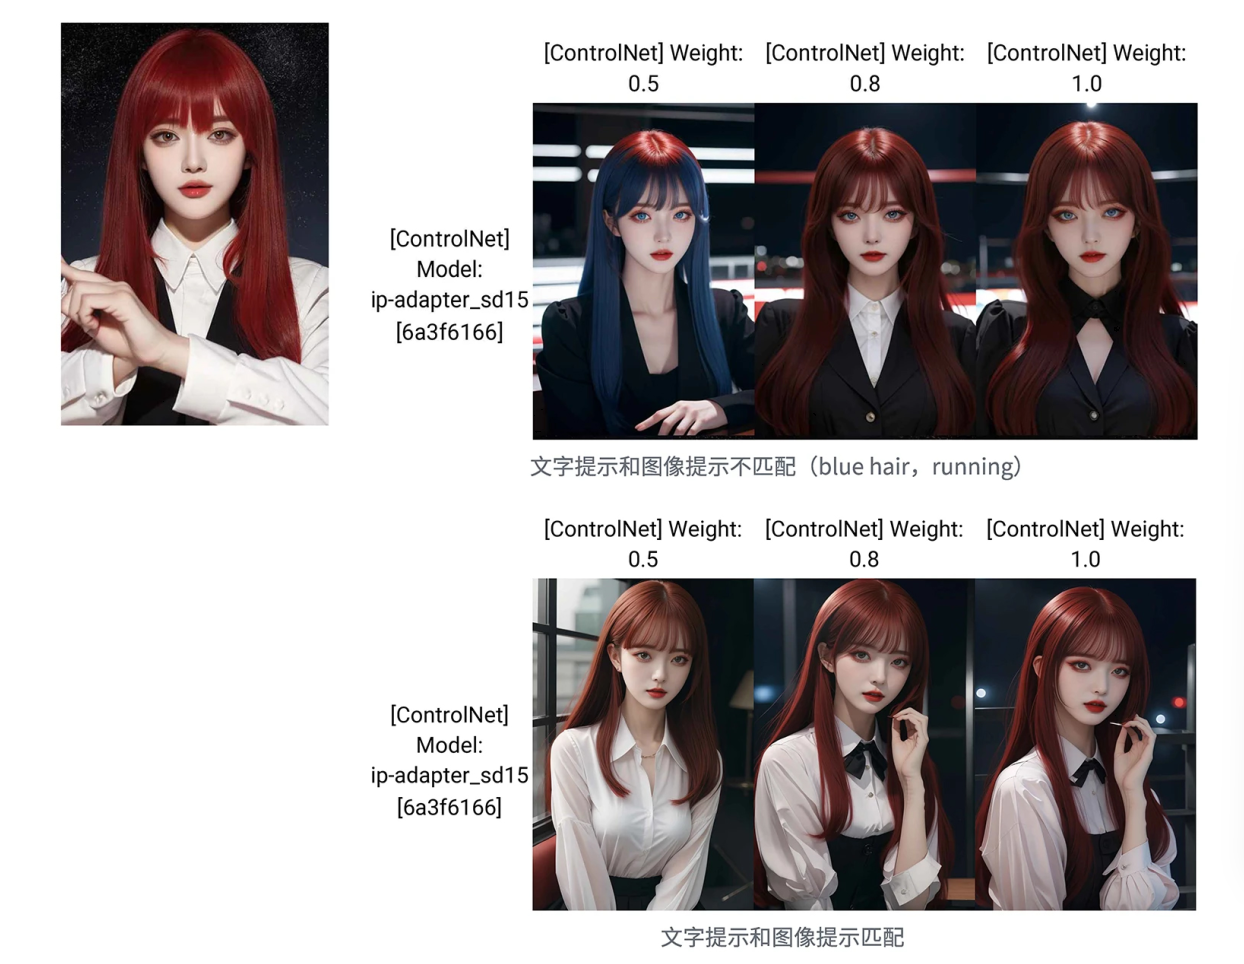 [ControlNet] Weight: [ControlNet] Weight: [ControlNet] Weight:
0.5 0.8 1.0
[ControlNet]
Model:
ip-adapter_sd15
[6a3f6166]
文字提示和图像提示不匹配（blue hair，running）
[ControlNet] Weight: [ControlNet] Weight: [ControlNet] Weight:
0.5 0.8 1.0
[ControlNet]
Model:
ip-adapter_sd15
[6a3f6166]
文字提示和图像提示匹配